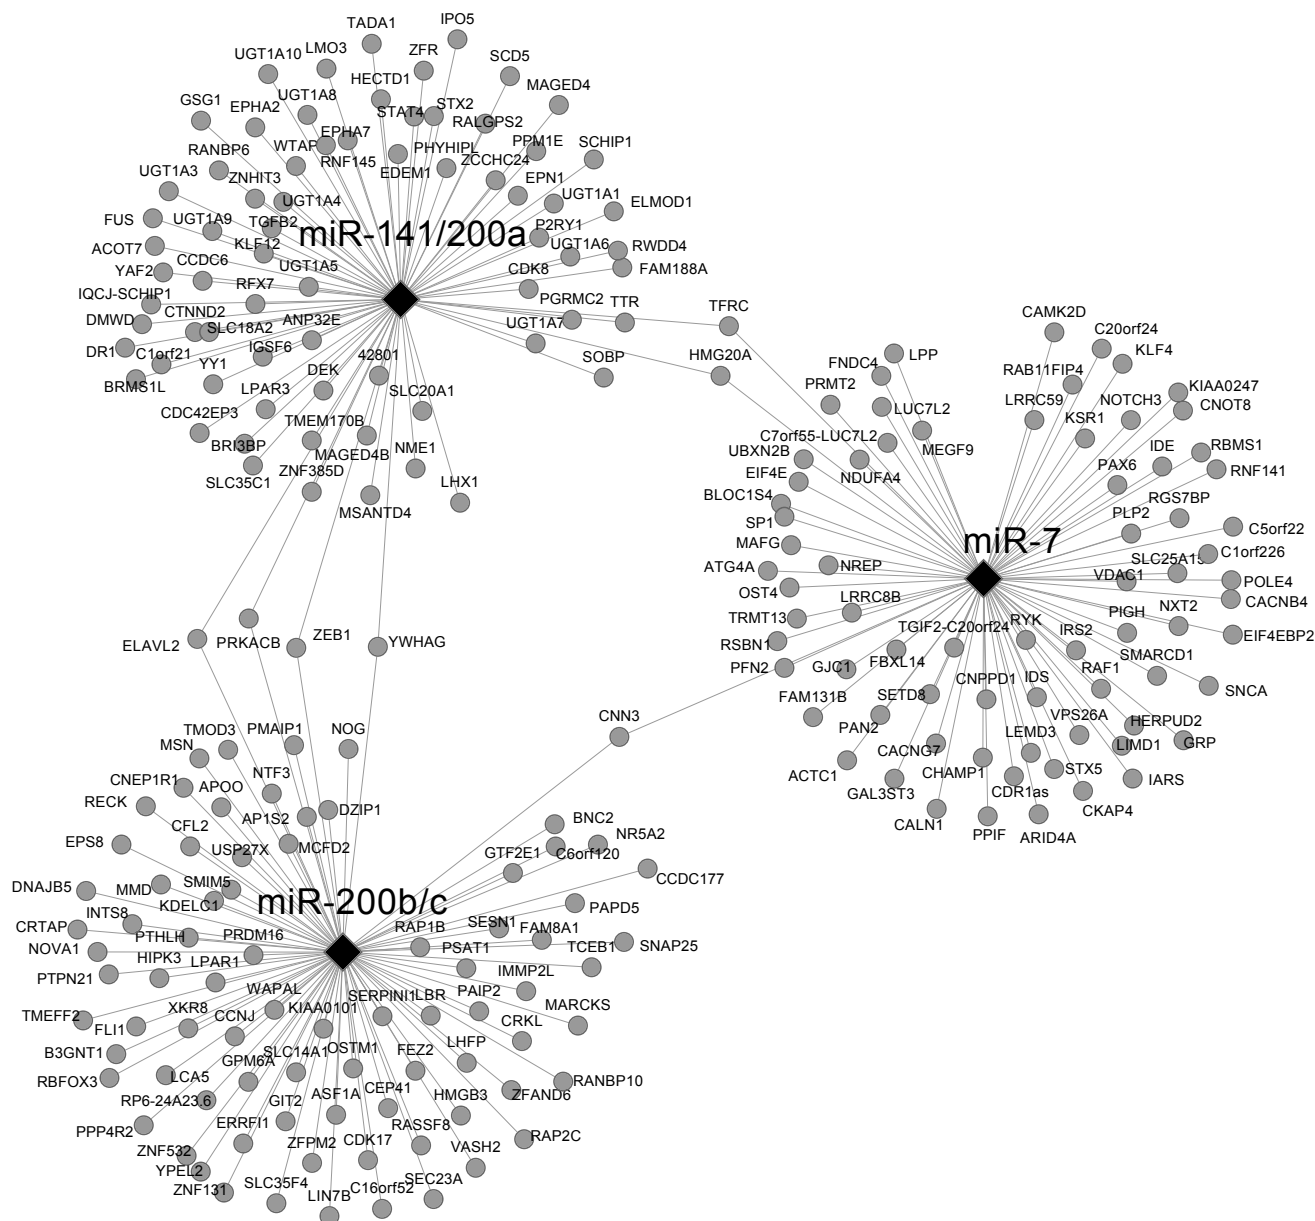 TADA1
IPO5
UGT1A10
LMO3
ZFR
SCD5
HECTD1
MAGED4
GSG1
EPHA2
UGT1A8
STAT4
STX2
RALGPS2
RANBP6
WTAP
EPHA7
RNF145
PHYHIPL
PPM1E
SCHIP1
ZCCHC24
EDEM1
UGT1A3
ZNHIT3
EPN1
UGT1A4
UGT1A1
ELMOD1
FUS
UGT1A9
TGFB2
P2RY1
miR-141/200a
ACOT7
KLF12
UGT1A6
RWDD4
CCDC6
UGT1A5
FAM188A
YAF2
RFX7
CDK8
IQCJ-SCHIP1
PGRMC2
TTR
TFRC
DMWD
CTNND2
SLC18A2
ANP32E
UGT1A7
DR1
C1orf21
IGSF6
42801
HMG20A
SOBP
BRMS1L
YY1
DEK
LPAR3
SLC20A1
CDC42EP3
TMEM170B
BRI3BP
MAGED4B
NME1
SLC35C1
ZNF385D
LHX1
MSANTD4
CAMK2D
C20orf24
LPP
KLF4
FNDC4
RAB11FIP4
PRMT2
KIAA0247
LRRC59
NOTCH3
LUC7L2
CNOT8
KSR1
C7orf55-LUC7L2
MEGF9
UBXN2B
IDE
RBMS1
EIF4E
NDUFA4
PAX6
RNF141
BLOC1S4
RGS7BP
SP1
PLP2
C5orf22
miR-7
MAFG
C1orf226
NREP
SLC25A15
ATG4A
VDAC1
POLE4
OST4
LRRC8B
CACNB4
TRMT13
PIGH
NXT2
TGIF2-C20orf24
RYK
IRS2
EIF4EBP2
RSBN1
SMARCD1
PFN2
GJC1
FBXL14
RAF1
CNPPD1
IDS
SNCA
FAM131B
SETD8
VPS26A
HERPUD2
PAN2
LEMD3
LIMD1
GRP
CACNG7
ACTC1
CHAMP1
STX5
IARS
GAL3ST3
CDR1as
CKAP4
CALN1
PPIF
ARID4A
ELAVL2
PRKACB
ZEB1
YWHAG
CNN3
TMOD3
PMAIP1
NOG
MSN
CNEP1R1
APOO
NTF3
RECK
DZIP1
AP1S2
CFL2
BNC2
NR5A2
EPS8
USP27X
MCFD2
GTF2E1
C6orf120
CCDC177
DNAJB5
MMD
SMIM5
KDELC1
miR-200b/c
PAPD5
INTS8
SESN1
CRTAP
RAP1B
FAM8A1
PTHLH
PRDM16
NOVA1
PSAT1
TCEB1
SNAP25
HIPK3
LPAR1
PTPN21
IMMP2L
WAPAL
SERPINI1
LBR
PAIP2
MARCKS
TMEFF2
XKR8
KIAA0101
FLI1
CCNJ
CRKL
B3GNT1
SLC14A1
OSTM1
FEZ2
LHFP
GPM6A
RBFOX3
LCA5
CEP41
RANBP10
ASF1A
HMGB3
ZFAND6
RP6-24A23.6
GIT2
RASSF8
PPP4R2
ERRFI1
ZFPM2
CDK17
RAP2C
ZNF532
VASH2
YPEL2
SEC23A
ZNF131
SLC35F4
LIN7B
C16orf52